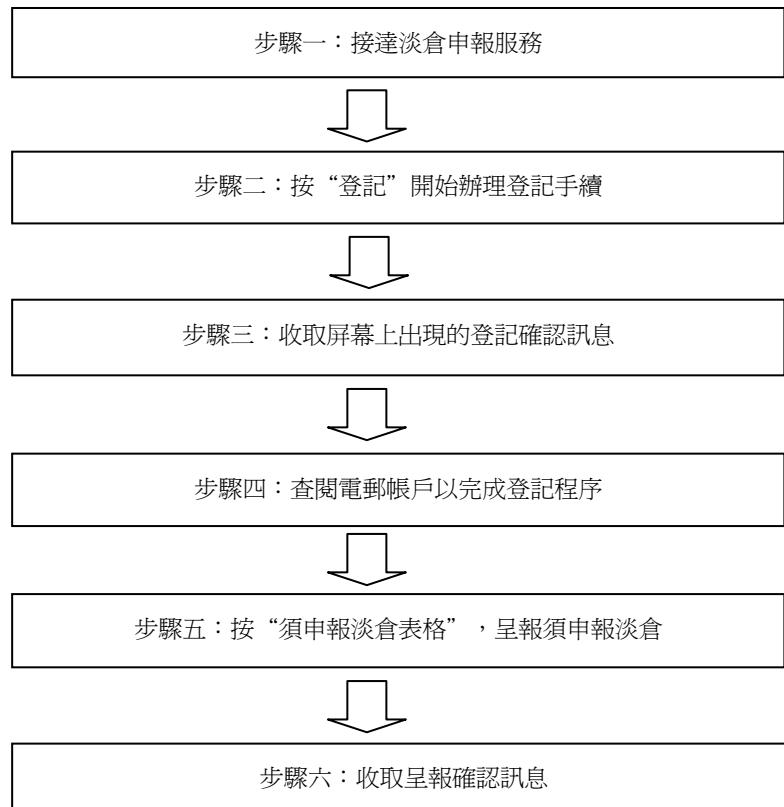 步驟一：接達淡倉申報服務
步驟二：按“登記”開始辦理登記手續
步驟三：收取屏幕上出現的登記確認訊息
步驟四：查閱電郵帳戶以完成登記程序
步驟五：按“須申報淡倉表格”，呈報須申報淡倉
步驟六：收取呈報確認訊息